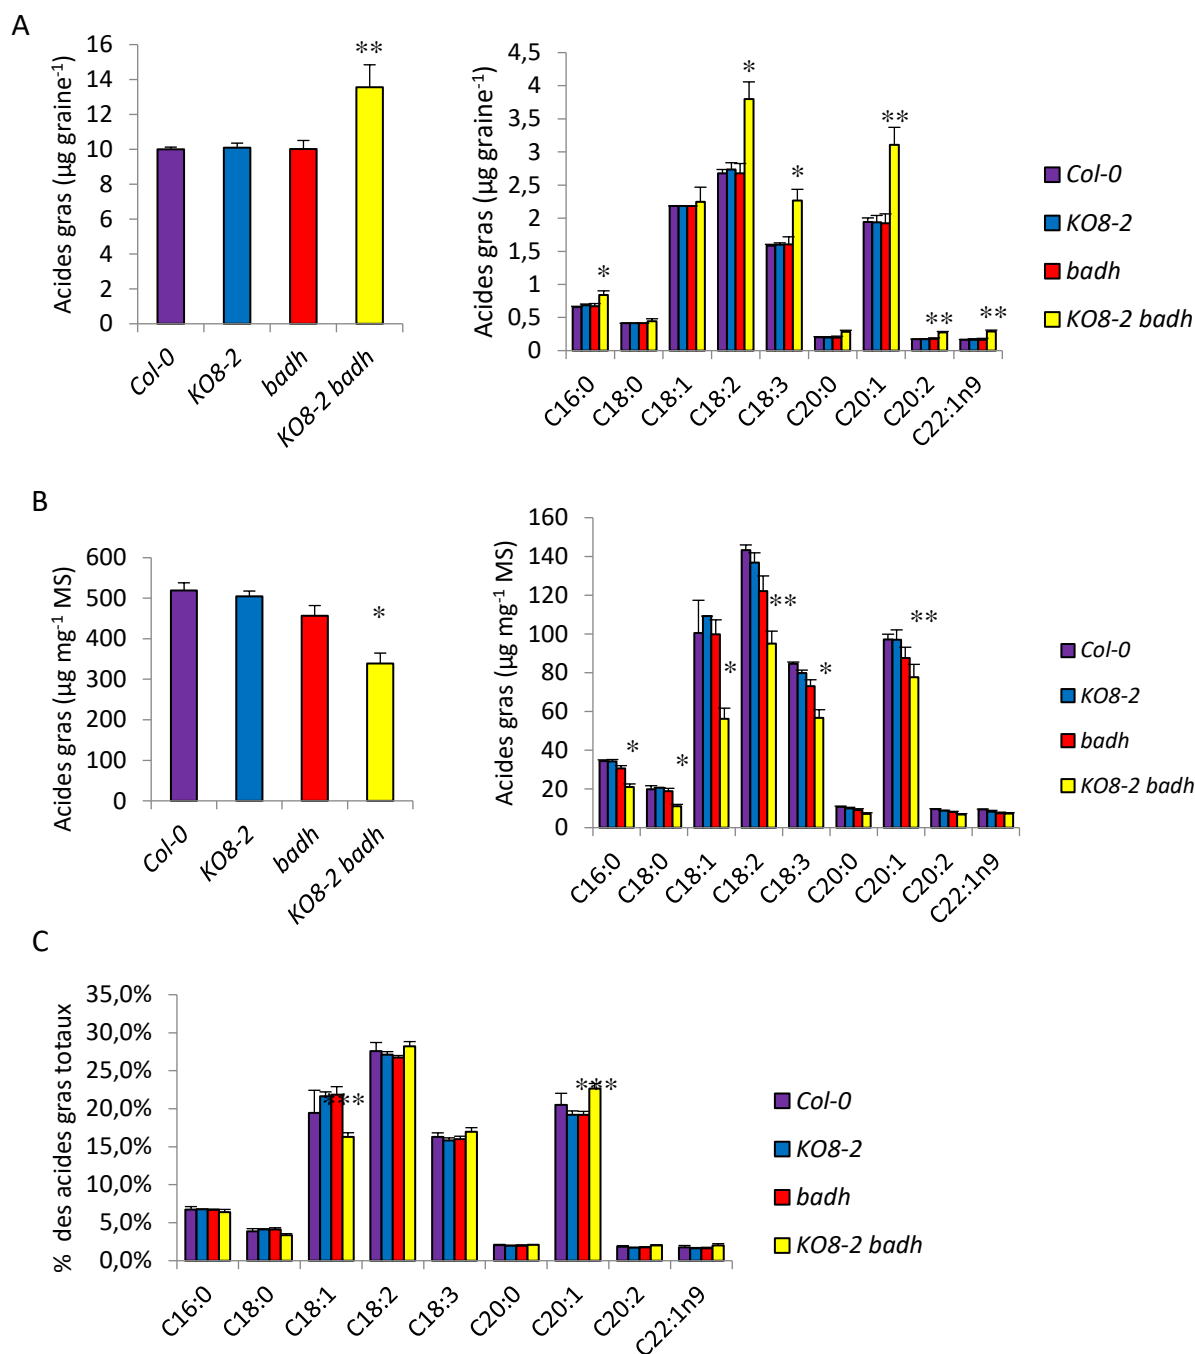 A
Acides gras (µg graine-1)
16
14
12
10
8
6
4
2
0
**
Col-0
KO8-2
badh
KO8-2 badh
Acides gras (µg graine-1)
4,5
4
3,5
3
2,5
2
1,5
1
0,5
0
*
*
*
**
**
**
C16:0
C18:0
C18:1
C18:2
C18:3
C20:0
C20:1
C20:2
C22:1n9
Col-0
KO8-2
badh
KO8-2 badh
B
Acides gras (µg mg-1 MS)
600
500
400
300
200
100
0
*
Col-0
KO8-2
badh
KO8-2 badh
Acides gras (µg mg-1 MS)
160
140
120
100
80
60
40
20
0
*
*
*
**
*
**
C16:0
C18:0
C18:1
C18:2
C18:3
C20:0
C20:1
C20:2
C22:1n9
Col-0
KO8-2
badh
KO8-2 badh
C
% des acides gras totaux
35,0%
30,0%
25,0%
20,0%
15,0%
10,0%
5,0%
0,0%
***
***
C16:0
C18:0
C18:1
C18:2
C18:3
C20:0
C20:1
C20:2
C22:1n9
Col-0
KO8-2
badh
KO8-2 badh